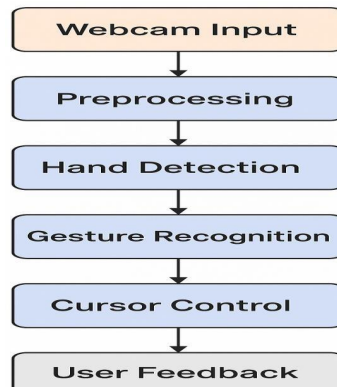 Webcam Input
Preprocessing
Hand Detection
Gesture Recognition
Cursor Control
User Feedback